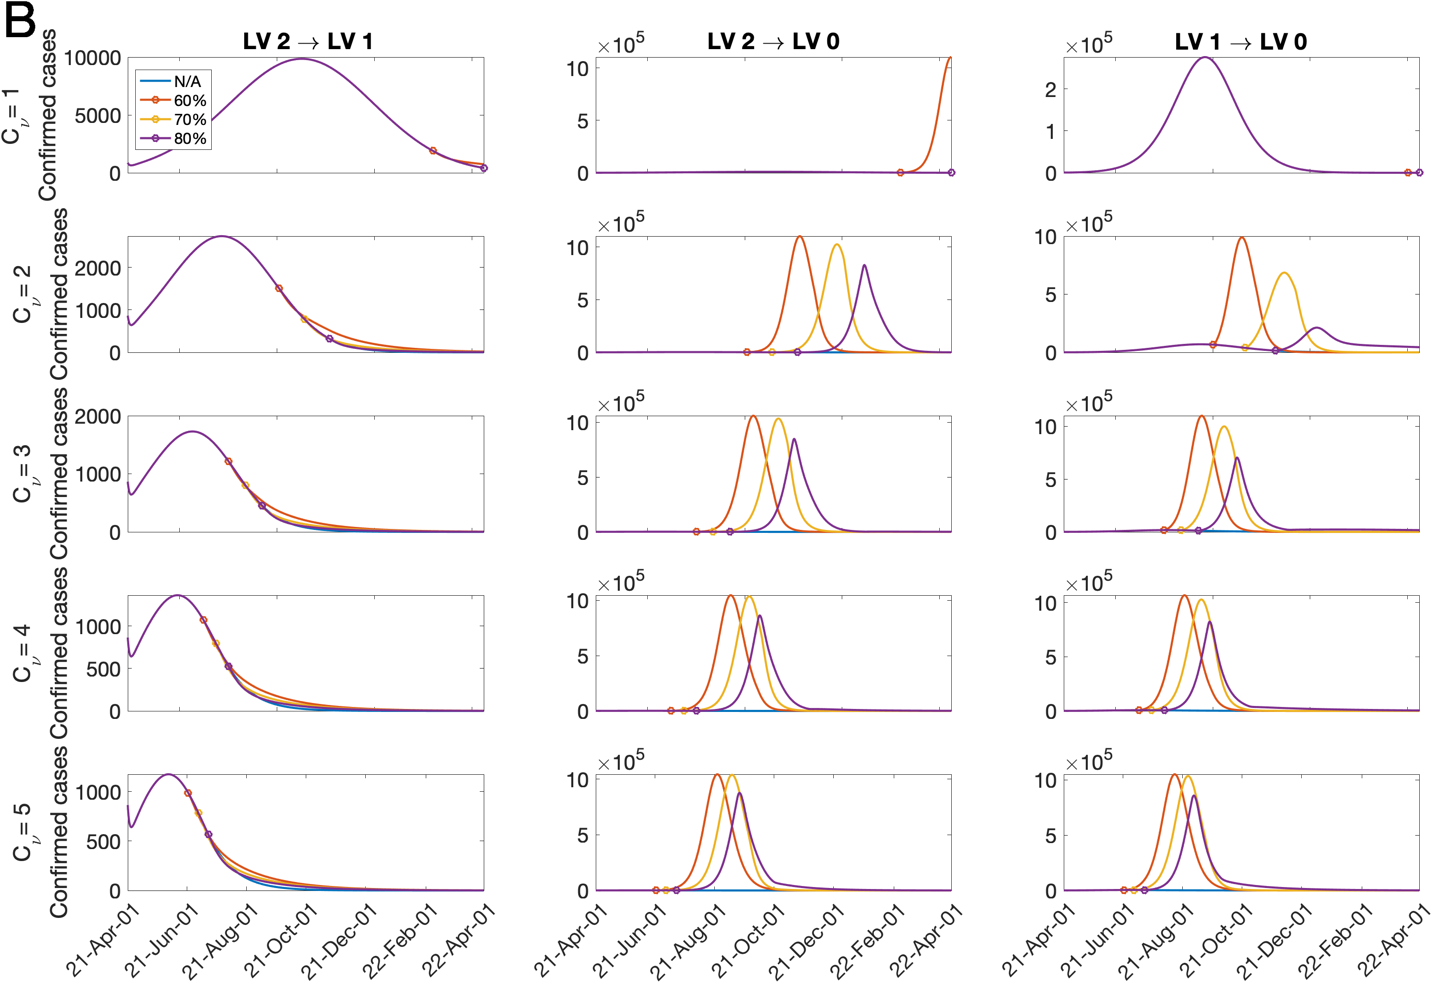 B
LV 2 → LV 1
LV 2 → LV 0
LV 1 → LV 0
C_ν = 1
Confirmed cases
10000
5000
0
N/A
60%
70%
80%
×10^5
10
5
0
×10^5
2
1
0
C_ν = 2
Confirmed cases
2000
1000
0
×10^5
10
5
0
×10^5
10
5
0
C_ν = 3
Confirmed cases
2000
1000
0
×10^5
10
5
0
×10^5
10
5
0
C_ν = 4
Confirmed cases
1000
500
0
×10^5
10
5
0
×10^5
10
5
0
C_ν = 5
Confirmed cases
1000
500
0
×10^5
10
5
0
×10^5
10
5
0
21-Apr-01
21-Jun-01
21-Aug-01
21-Oct-01
21-Dec-01
22-Feb-01
22-Apr-01
21-Apr-01
21-Jun-01
21-Aug-01
21-Oct-01
21-Dec-01
22-Feb-01
22-Apr-01
21-Apr-01
21-Jun-01
21-Aug-01
21-Oct-01
21-Dec-01
22-Feb-01
22-Apr-01